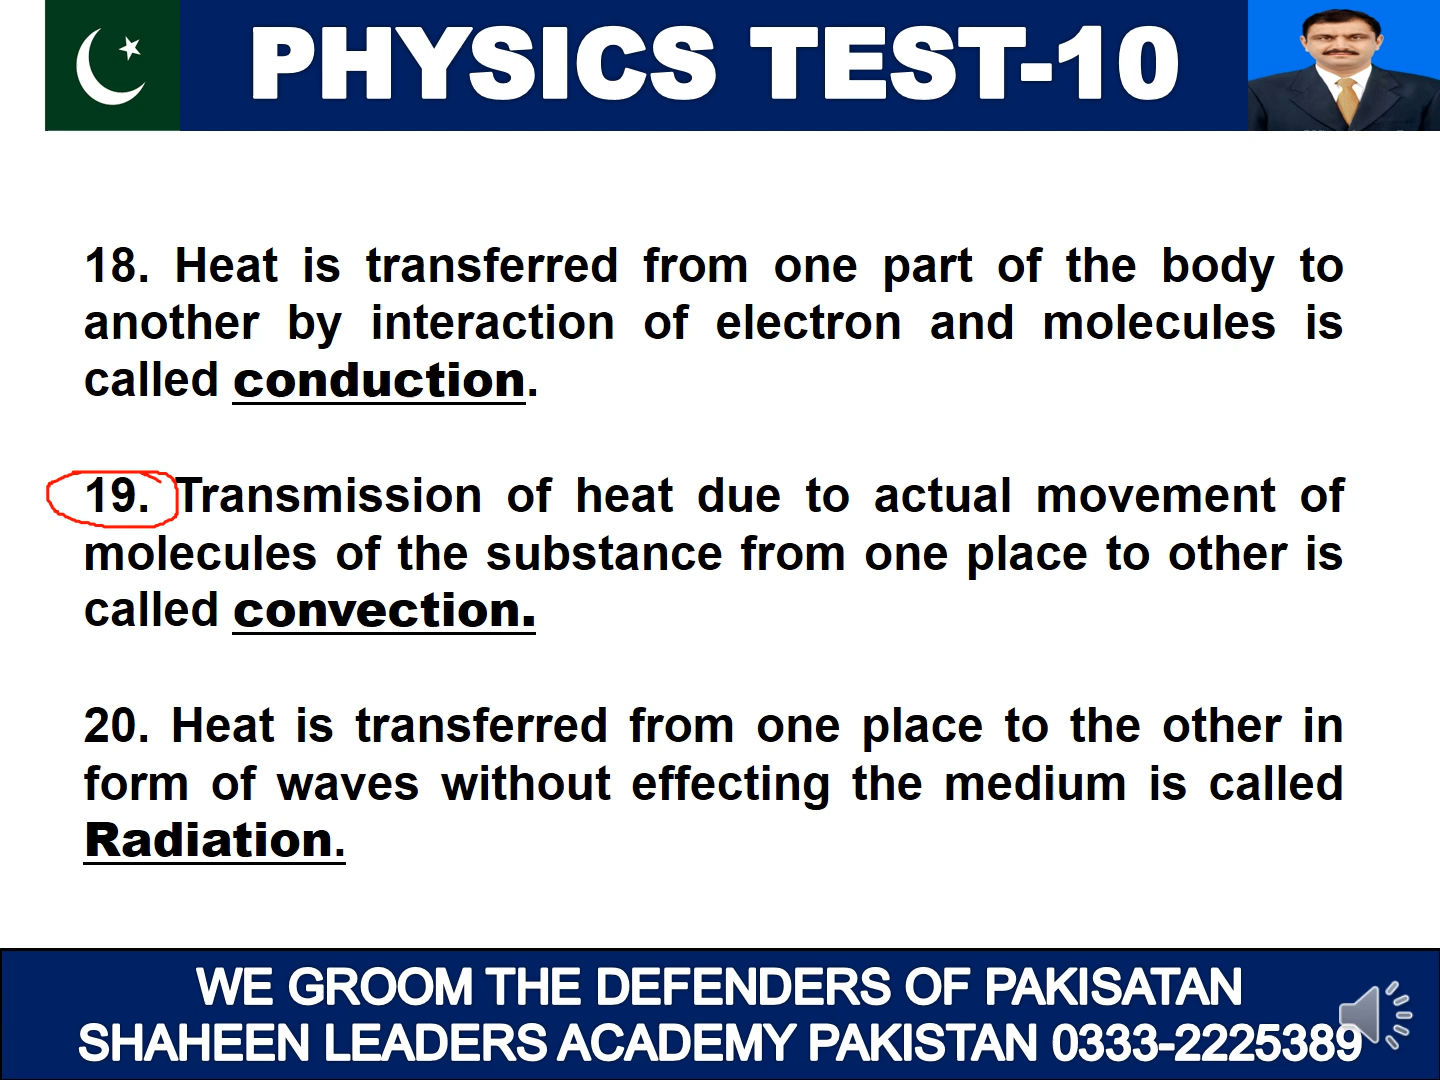 PHYSICS TEST-10
18. Heat is transferred from one part of the body to
another by interaction of electron and molecules is
called conduction.
19. Transmission of heat due to actual movement of
molecules of the substance from one place to other is
called convection.
20. Heat is transferred from one place to the other in
form of waves without effecting the medium is called
Radiation.
WE GROOM THE DEFENDERS OF PAKISATAN
SHAHEEN LEADERS ACADEMY PAKISTAN 0333-2225389